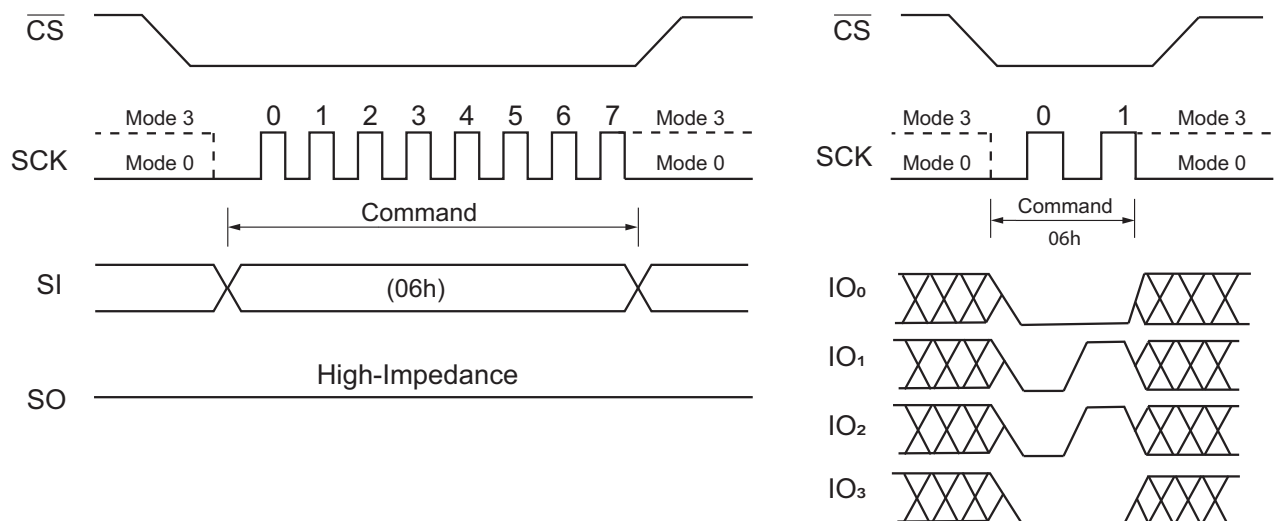 CS
Mode 3
0 1 2 3 4 5 6 7
Mode 3
SCK
Mode 0
Mode 0
Command
SI
(06h)
High-Impedance
SO
CS
Mode 3
0 1
Mode 3
SCK
Mode 0
Mode 0
Command
06h
IO₀
IO₁
IO₂
IO₃